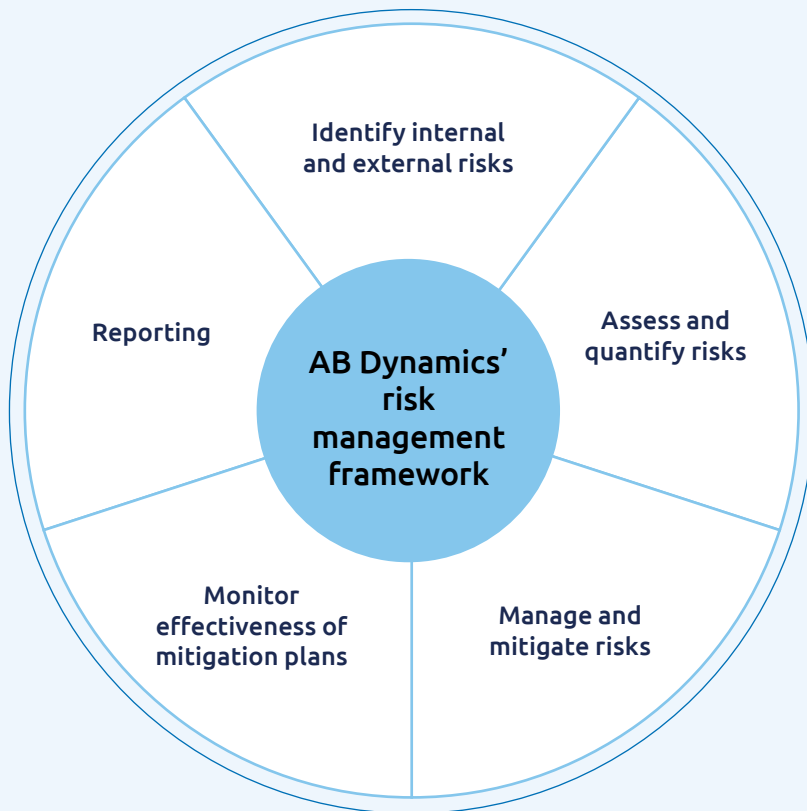 Identify internal
and external risks
Assess and
quantify risks
Manage and
mitigate risks
Monitor
effectiveness of
mitigation plans
Reporting
AB Dynamics’
risk
management
framework